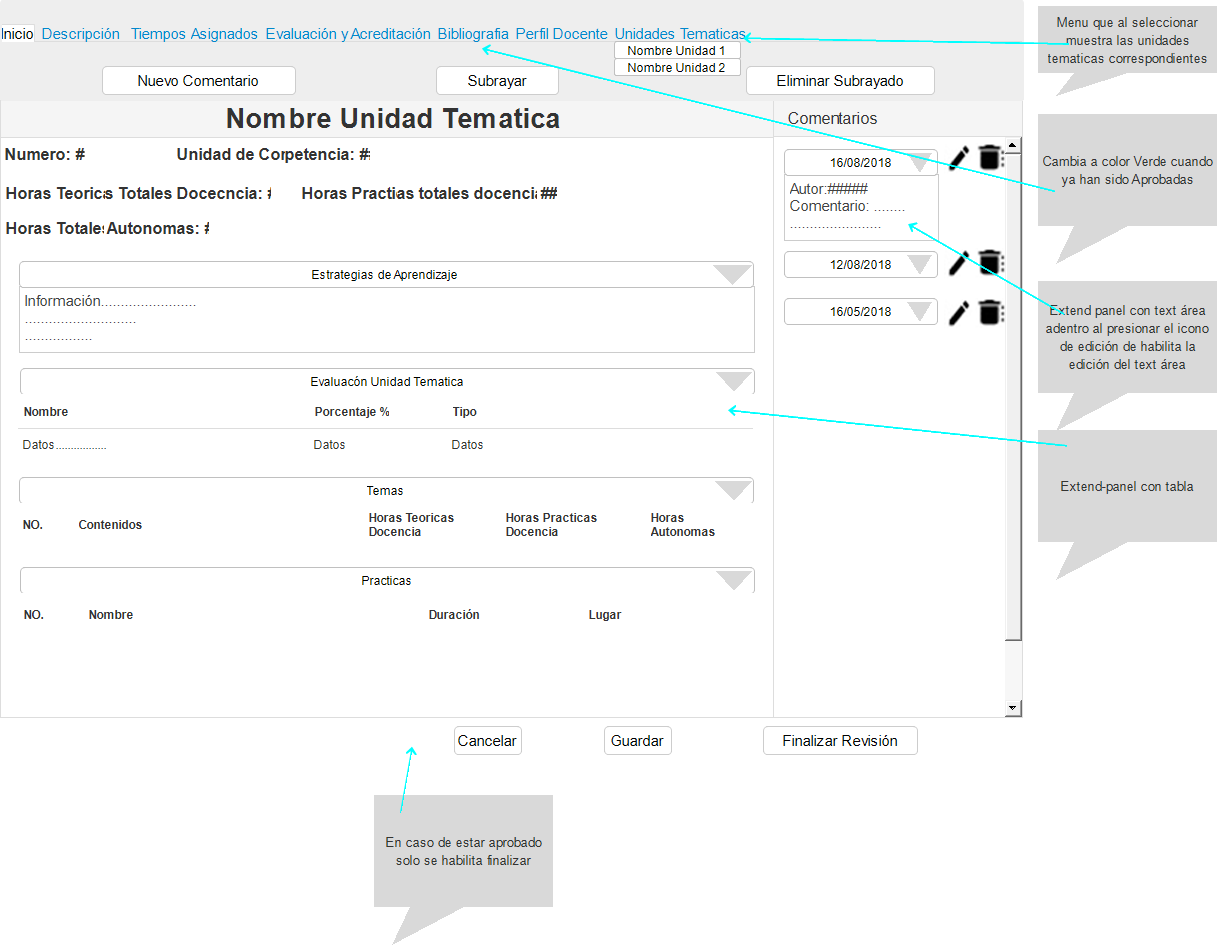 Inicio Descripción Tiempos Asignados Evaluación y Acreditación Bibliografia Perfil Docente Unidades Tematicas
Nombre Unidad 1
Nombre Unidad 2
Nuevo Comentario Subrayar Eliminar Subrayado
Menu que al seleccionar
muestra las unidades
tematicas correspondientes
Nombre Unidad Tematica
Comentarios
Numero: # Unidad de Corpetencia: #
16/08/2018
Cambia a color Verde cuando
ya han sido Aprobadas
Horas Teorics Totales Docecncia: # Horas Practias totales docenci: ##
Autor:#####
Comentario: ........
.......................
Horas Totale: Autonomas: #
12/08/2018
Estrategias de Aprendizaje
Información........................
............................
.................
16/05/2018
Extend panel con text área
adentro al presionar el icono
de edición de habilita la
edición del text área
Evaluacón Unidad Tematica
Nombre Porcentaje % Tipo
Datos................ Datos Datos
Extend-panel con tabla
Temas
NO. Contenidos Horas Teoricas Docencia Horas Practicas Docencia Horas Autonomas
Practicas
NO. Nombre Duración Lugar
Cancelar Guardar Finalizar Revisión
En caso de estar aprobado
solo se habilita finalizar